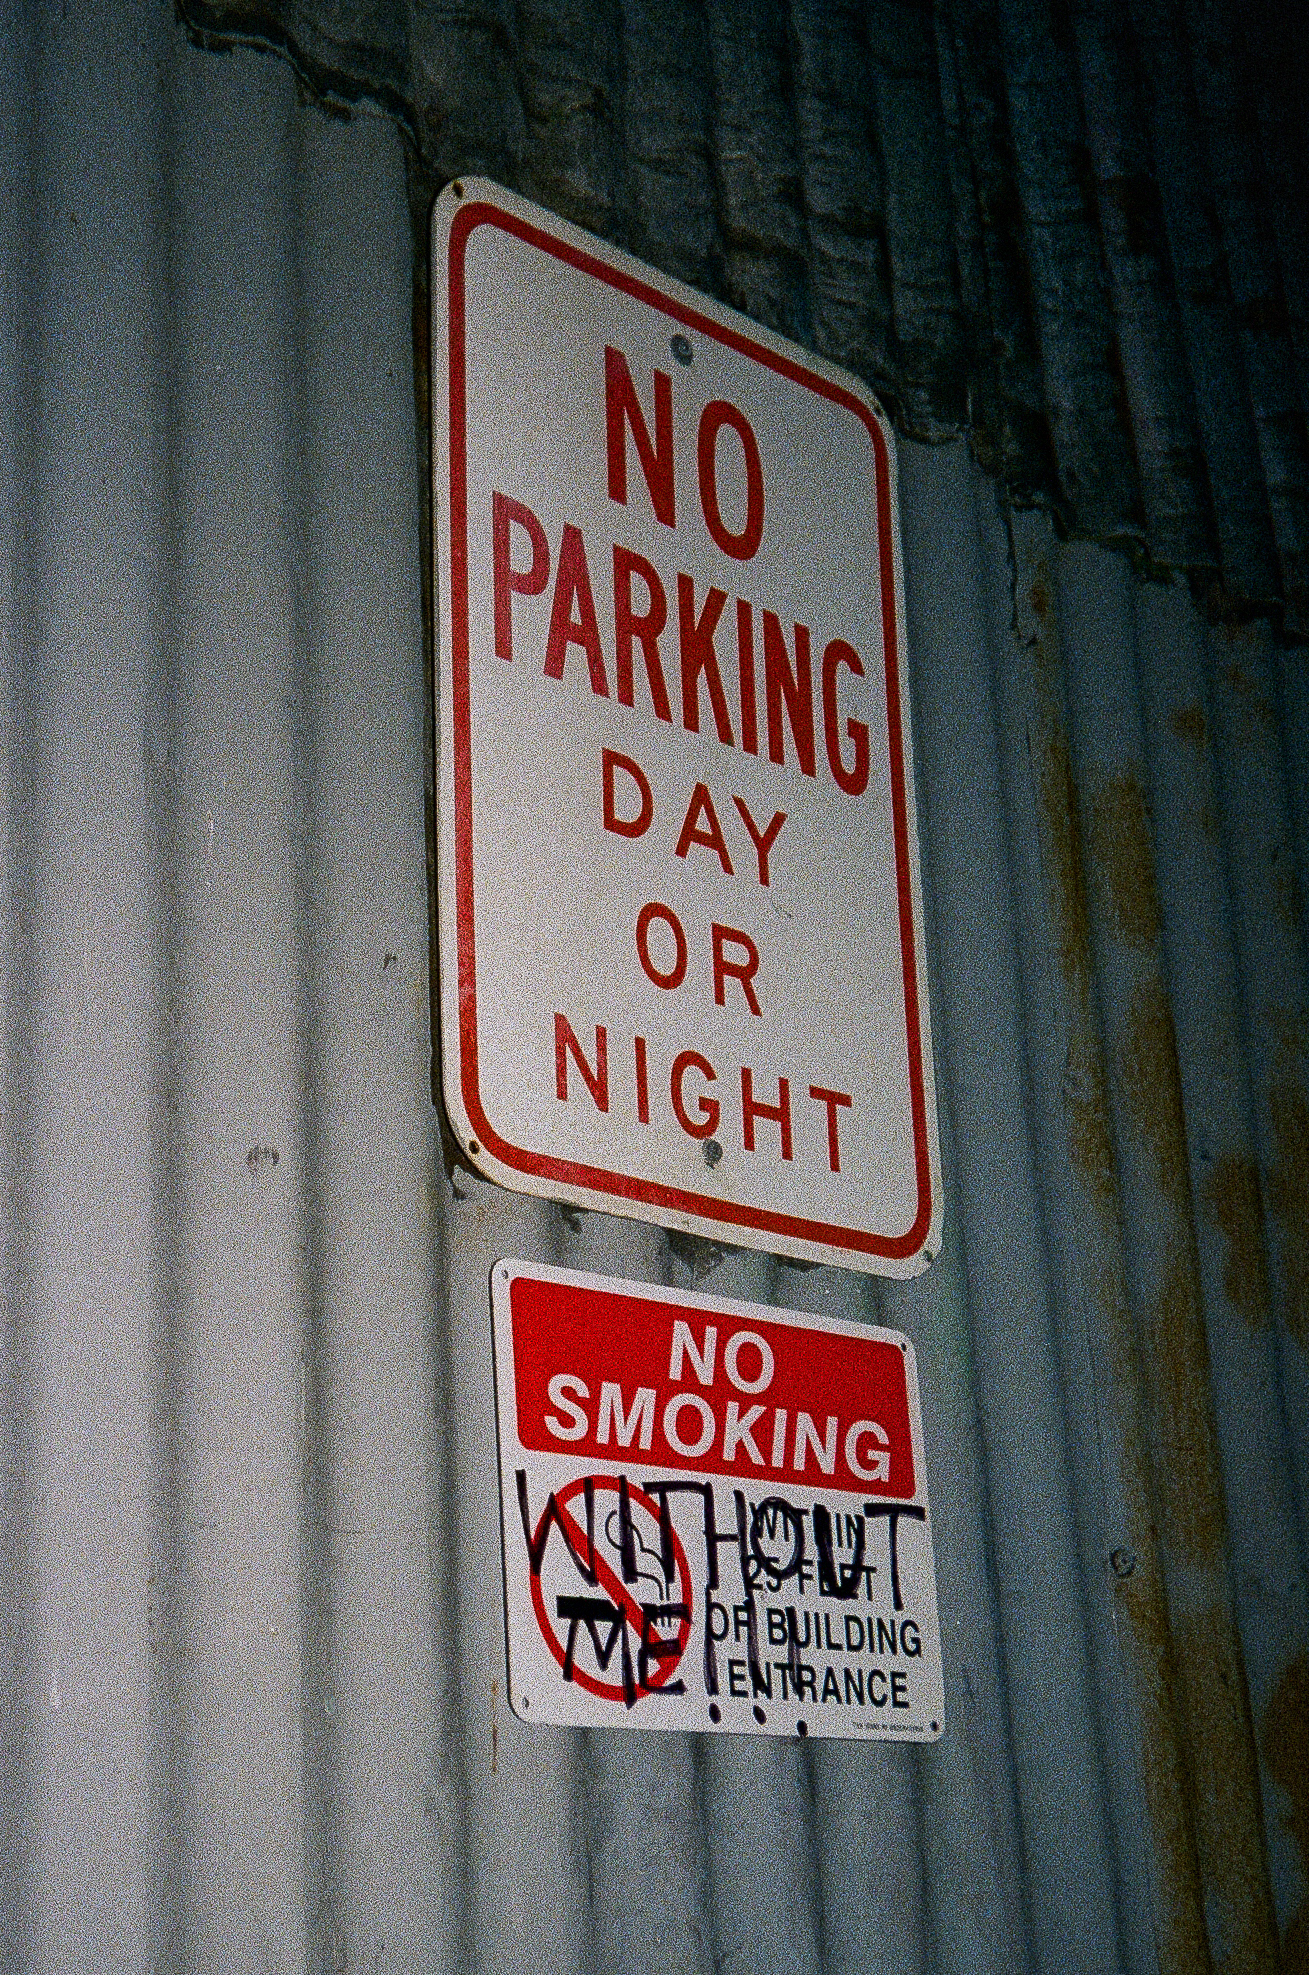 NO
PARKING
DAY
OR
NIGHT
NO
SMOKING
WITHOUT
ME!!!
WITHIN
25 FEET
OF BUILDING
ENTRANCE